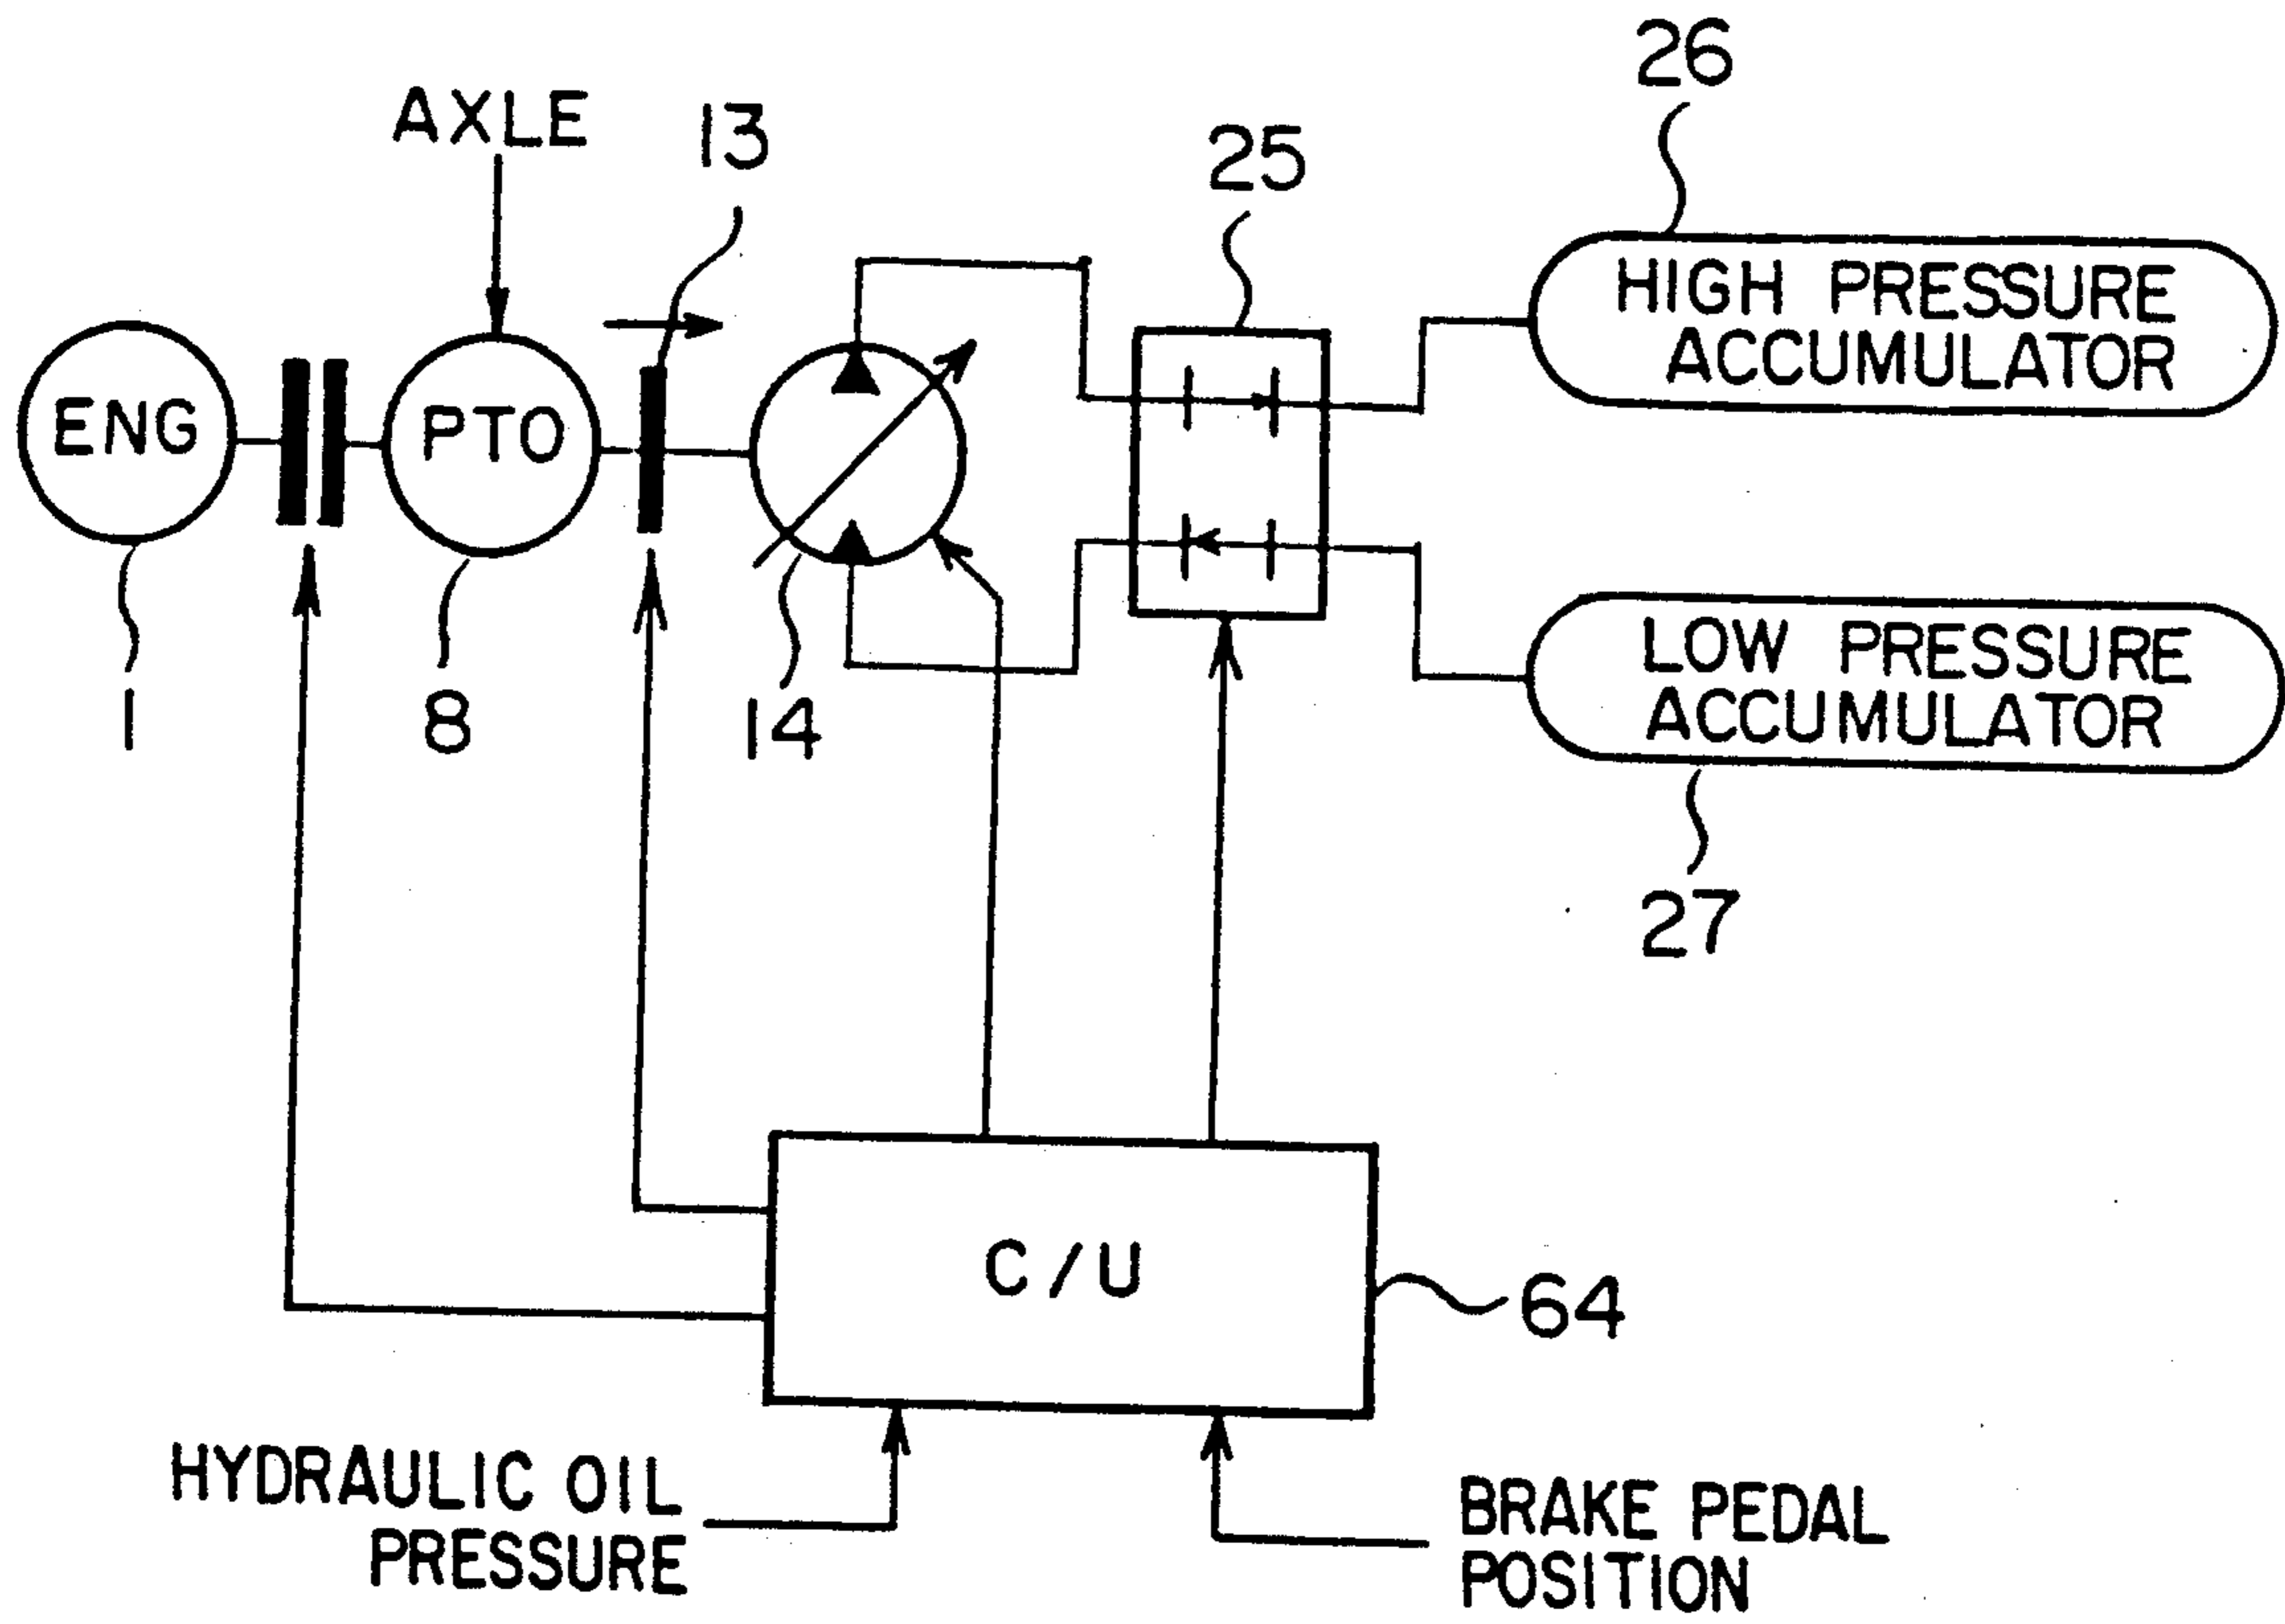 26
AXLE
13
25
HIGH PRESSURE
ACCUMULATOR
ENG
PTO
LOW PRESSURE
ACCUMULATOR
1
8
14
27
C/U
64
HYDRAULIC OIL
PRESSURE
BRAKE PEDAL
POSITION